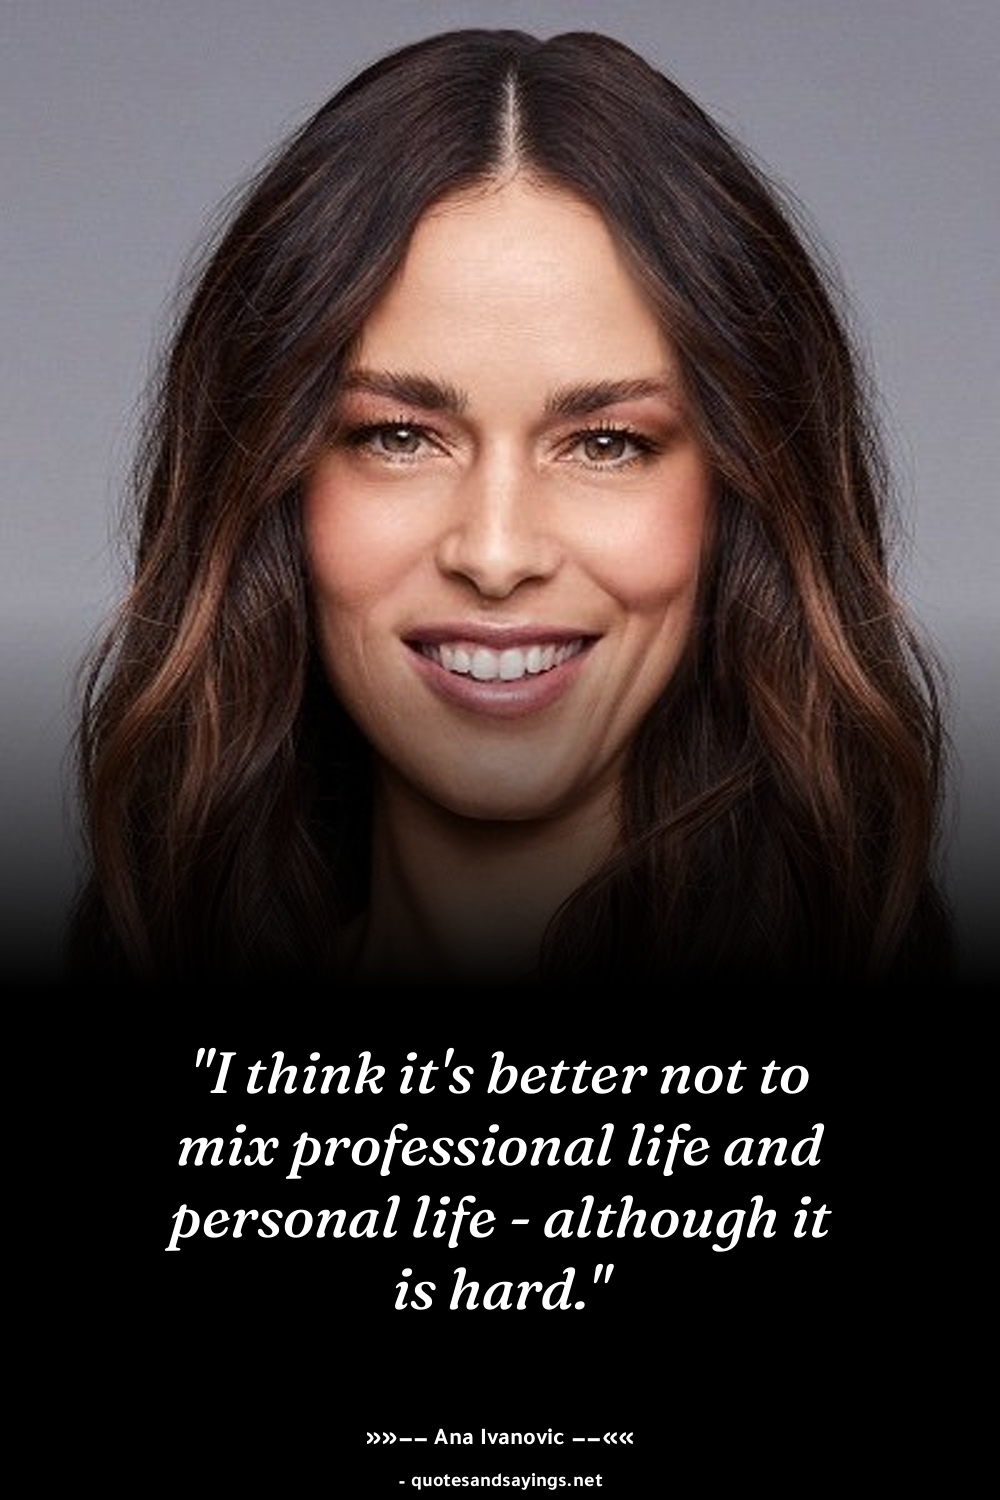 "I think it's better not to
mix professional life and
personal life - although it
is hard."
»»−− Ana Ivanovic −−««
- quotesandsayings.net